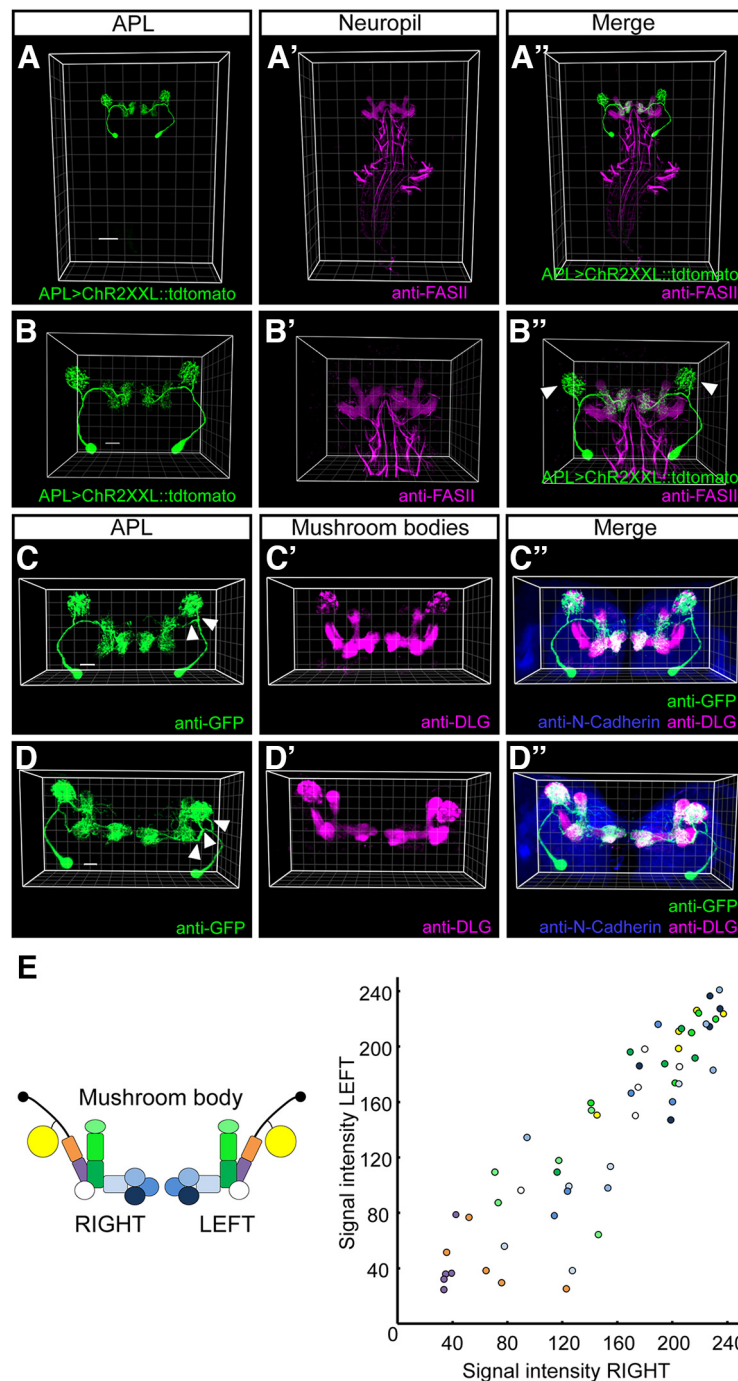 APL Neuropil Merge
A A' A"
APL>ChR2XXL::tdtomato anti-FASII APL>ChR2XXL::tdtomato
anti-FASII
B B' B"
APL>ChR2XXL::tdtomato anti-FASII APL>ChR2XXL::tdtomato
anti-FASII
APL Mushroom bodies Merge
C C' C"
anti-GFP
anti-GFP anti-DLG anti-N-Cadherin anti-DLG
D D' D"
anti-GFP
anti-GFP anti-DLG anti-N-Cadherin anti-DLG
E
Mushroom body
RIGHT LEFT
Signal intensity LEFT
240
200
160
120
80
40
0 40 80 120 160 200 240
Signal intensity RIGHT